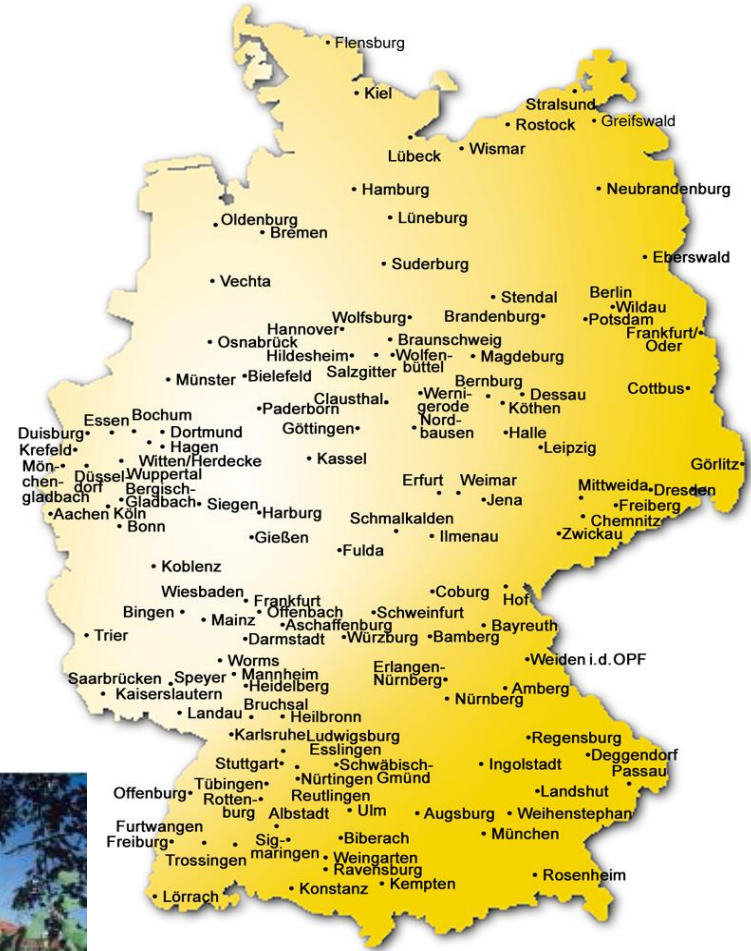 Flensburg
Kiel
Stralsund
Rostock
Greifswald
Wismar
Lübeck
Hamburg
Neubrandenburg
Oldenburg
Lüneburg
Bremen
Eberswald
Suderburg
Vechta
Stendal
Berlin
Wildau
Wolfsburg
Brandenburg
Potsdam
Hannover
Frankfurt/
Oder
Osnabrück
Braunschweig
Hildesheim
Wolfen-
büttel
Magdeburg
Salzgitter
Münster
Bielefeld
Bernburg
Cottbus
Clausthal
Werni-
gerode
Dessau
Köthen
Paderborn
Essen
Bochum
Göttingen
Nord-
bausen
Duisburg
Dortmund
Halle
Krefeld
Hagen
Leipzig
Mön-
chen-
gladbach
Witten/Herdecke
Kassel
Görlitz
Düssel-
dorf
Wuppertal
Erfurt
Weimar
Mittweida
Dresden
Bergisch-
Gladbach
Siegen
Jena
Freiberg
Aachen
Köln
Harburg
Schmalkalden
Chemnitz
Bonn
Gießen
Ilmenau
Zwickau
Fulda
Koblenz
Wiesbaden
Coburg
Hof
Frankfurt
Bingen
Offenbach
Schweinfurt
Mainz
Aschaffenburg
Bayreuth
Trier
Darmstadt
Würzburg
Bamberg
Worms
Erlangen-
Nürnberg
Weiden i.d.OPF
Saarbrücken
Speyer
Mannheim
Kaiserslautern
Heidelberg
Amberg
Nürnberg
Landau
Bruchsal
Heilbronn
Karlsruhe
Ludwigsburg
Regensburg
Esslingen
Deggendorf
Stuttgart
Schwäbisch-
Gmünd
Ingolstadt
Passau
Tübingen
Nürtingen
Offenburg
Rotten-
burg
Reutlingen
Landshut
Albstadt
Ulm
Augsburg
Weihenstephan
Furtwangen
Freiburg
Sig-
maringen
Biberach
München
Trossingen
Weingarten
Ravensburg
Rosenheim
Lörrach
Konstanz
Kempten